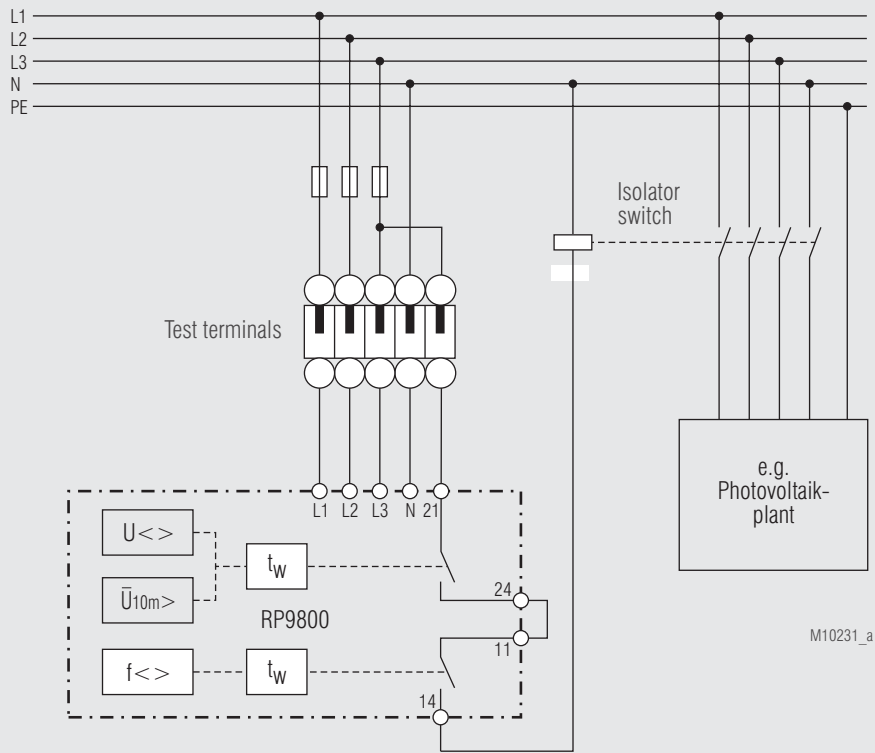 L1
L2
L3
N
PE
Isolator
switch
Test terminals
e.g.
Photovoltaik-
plant
L1 L2 L3 N 21
U< >
tW
24
U̅10m>
RP9800
11
M10231_a
f< >
tW
14